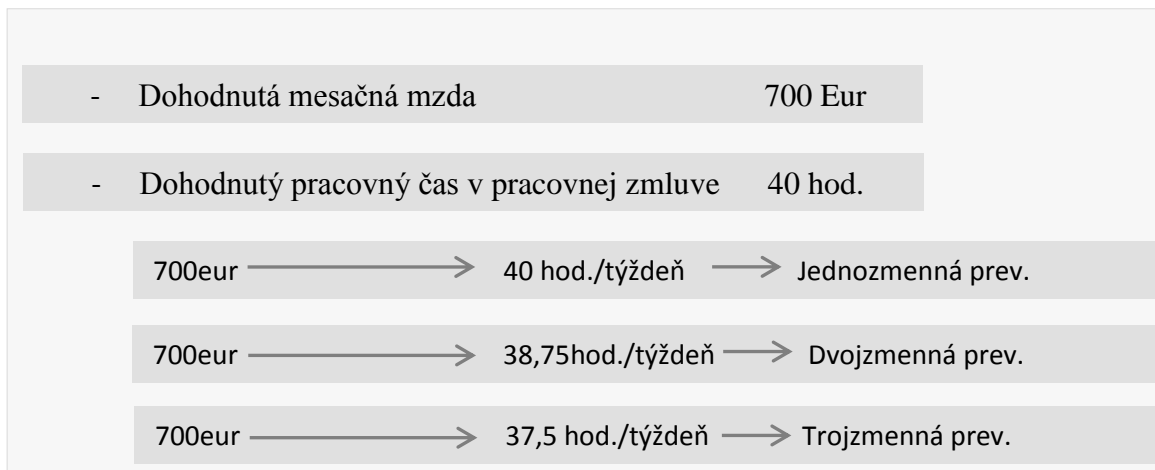 - Dohodnutá mesačná mzda 700 Eur
- Dohodnutý pracovný čas v pracovnej zmluve 40 hod.
700eur 40 hod./týždeň Jednozmenná prev.
700eur 38,75hod./týždeň Dvojzmenná prev.
700eur 37,5 hod./týždeň Trojzmenná prev.